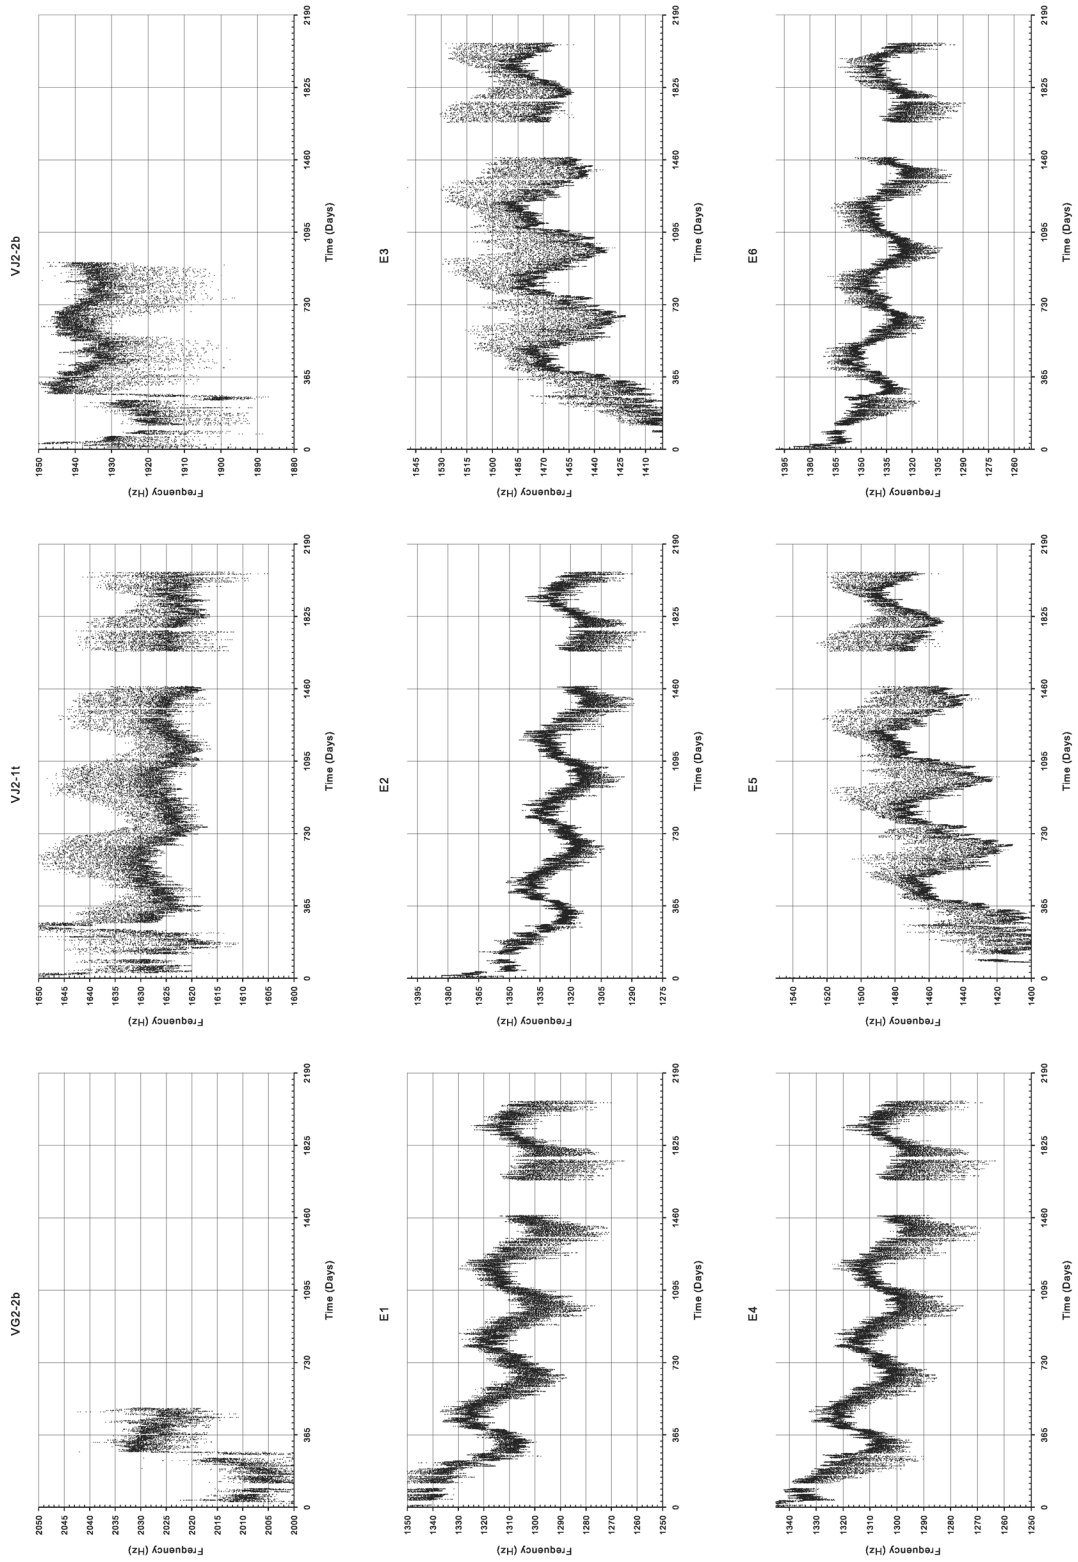 VG2-2b
Frequency (Hz)
2050
2045
2040
2035
2030
2025
2020
2015
2010
2005
2000
0 365 730 1095 1460 1825 2190
Time (Days)
VJ2-1t
Frequency (Hz)
1650
1645
1640
1635
1630
1625
1620
1615
1610
1605
1600
0 365 730 1095 1460 1825 2190
Time (Days)
VJ2-2b
Frequency (Hz)
1950
1940
1930
1920
1910
1900
1890
1880
0 365 730 1095 1460 1825 2190
Time (Days)
E1
Frequency (Hz)
1350
1340
1330
1320
1310
1300
1290
1280
1270
1260
1250
0 365 730 1095 1460 1825 2190
Time (Days)
E2
Frequency (Hz)
1395
1380
1365
1350
1335
1320
1305
1290
1275
0 365 730 1095 1460 1825 2190
Time (Days)
E3
Frequency (Hz)
1545
1530
1515
1500
1485
1470
1455
1440
1425
1410
0 365 730 1095 1460 1825 2190
Time (Days)
E4
Frequency (Hz)
1340
1330
1320
1310
1300
1290
1280
1270
1260
1250
0 365 730 1095 1460 1825 2190
Time (Days)
E5
Frequency (Hz)
1540
1520
1500
1480
1460
1440
1420
1400
0 365 730 1095 1460 1825 2190
Time (Days)
E6
Frequency (Hz)
1395
1380
1365
1350
1335
1320
1305
1290
1275
1260
0 365 730 1095 1460 1825 2190
Time (Days)